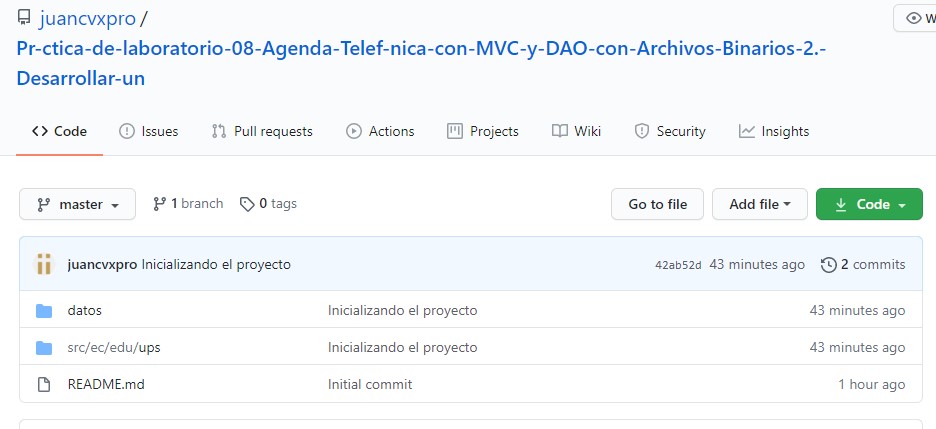 juancvxpro /
Pr-ctica-de-laboratorio-08-Agenda-Telef-nica-con-MVC-y-DAO-con-Archivos-Binarios-2.-
Desarrollar-un
Code Issues Pull requests Actions Projects Wiki Security Insights
master 1 branch 0 tags Go to file Add file Code
juancvxpro Inicializando el proyecto 42ab52d 43 minutes ago 2 commits
datos Inicializando el proyecto 43 minutes ago
src/ec/edu/ups Inicializando el proyecto 43 minutes ago
README.md Initial commit 1 hour ago